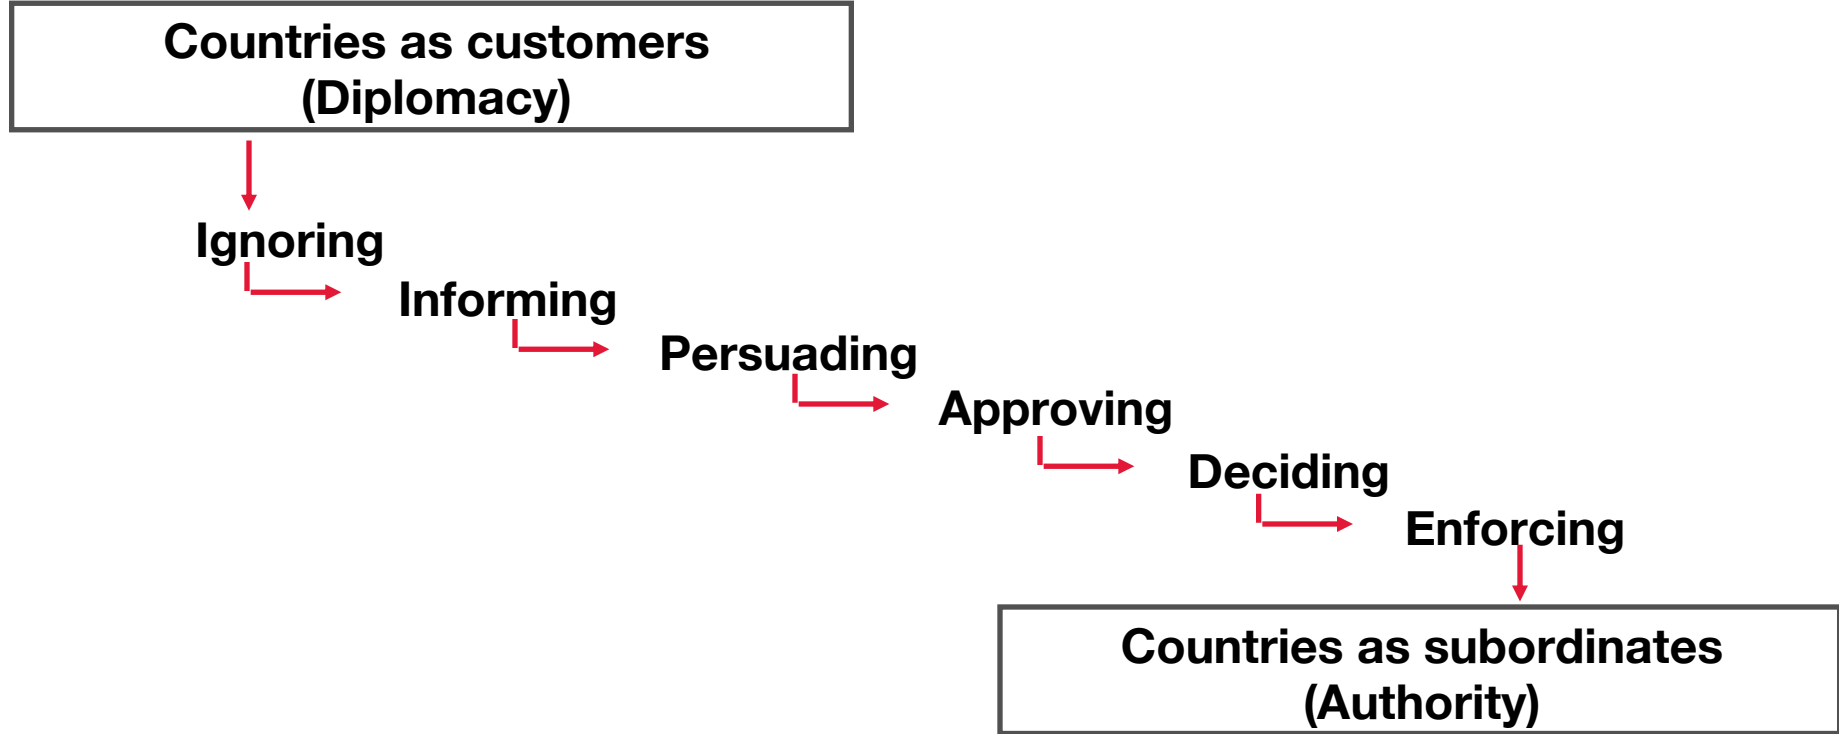 Countries as customers
(Diplomacy)
Ignoring
Informing
Persuading
Approving
Deciding
Enforcing
Countries as subordinates
(Authority)